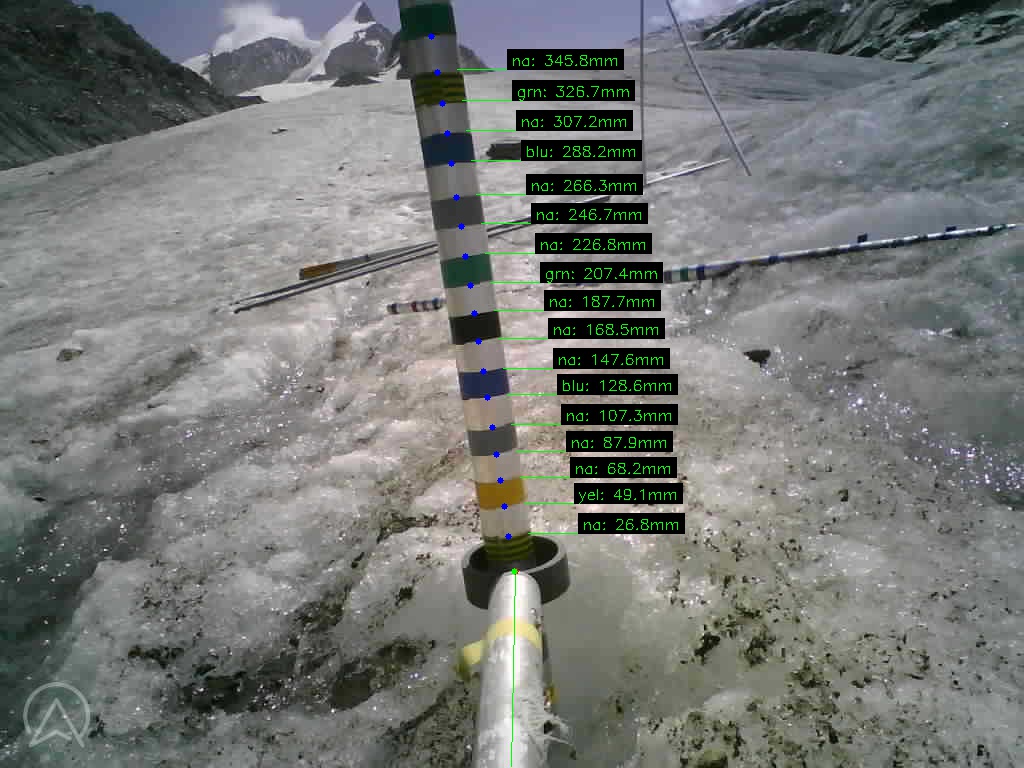 na: 345.8mm
grn: 326.7mm
na: 307.2mm
blu: 288.2mm
na: 266.3mm
na: 246.7mm
na: 226.8mm
grn: 207.4mm
na: 187.7mm
na: 168.5mm
na: 147.6mm
blu: 128.6mm
na: 107.3mm
na: 87.9mm
na: 68.2mm
yel: 49.1mm
na: 26.8mm